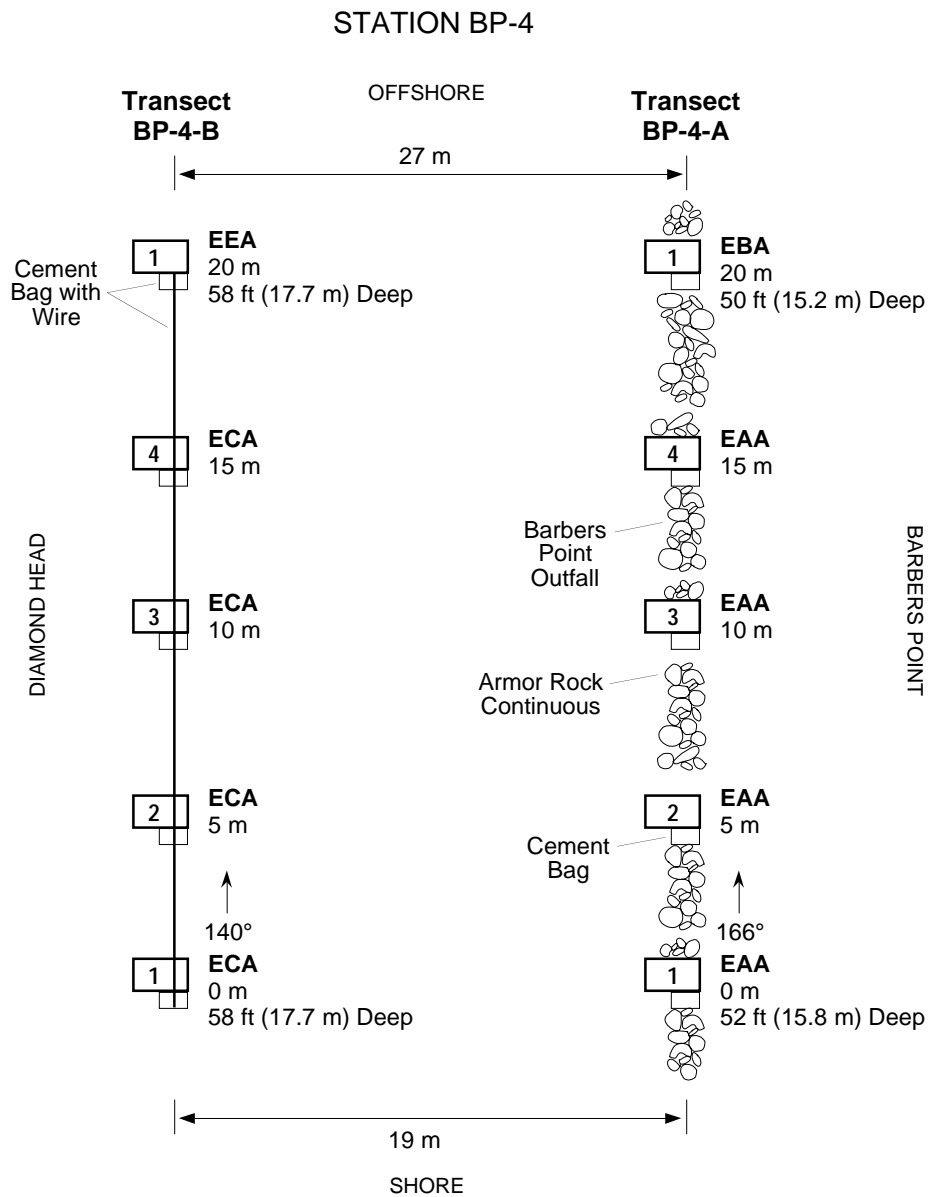 STATION BP-4
OFFSHORE
Transect
BP-4-B
Transect
BP-4-A
27 m
1
EEA
20 m
58 ft (17.7 m) Deep
Cement
Bag with
Wire
1
EBA
20 m
50 ft (15.2 m) Deep
4
ECA
15 m
4
EAA
15 m
Barbers
Point
Outfall
DIAMOND HEAD
BARBERS POINT
3
ECA
10 m
3
EAA
10 m
Armor Rock
Continuous
2
ECA
5 m
2
EAA
5 m
Cement
Bag
140°
166°
1
ECA
0 m
58 ft (17.7 m) Deep
1
EAA
0 m
52 ft (15.8 m) Deep
19 m
SHORE